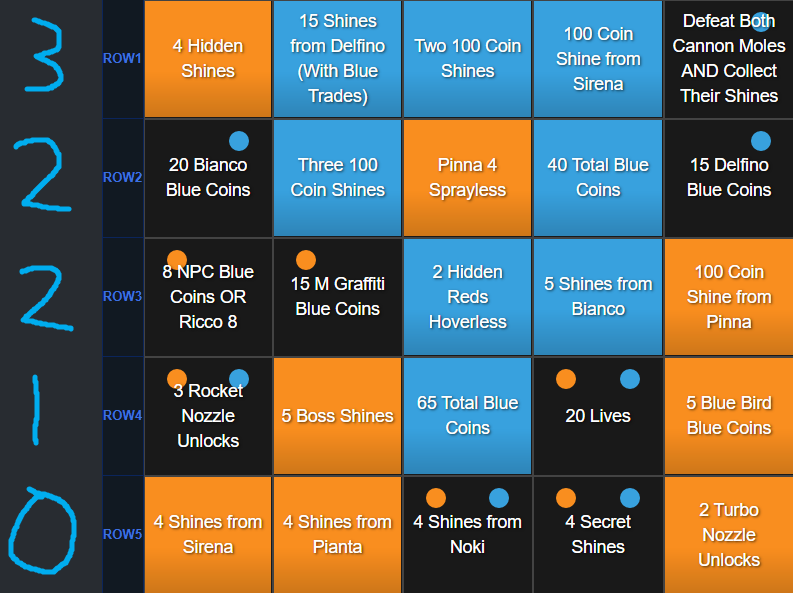 3
ROW1
4 Hidden
Shines
15 Shines
from Delfino
(With Blue
Trades)
Two 100 Coin
Shines
100 Coin
Shine from
Sirena
Defeat Both
Cannon Moles
AND Collect
Their Shines
2
ROW2
20 Bianco
Blue Coins
Three 100
Coin Shines
Pinna 4
Sprayless
40 Total Blue
Coins
15 Delfino
Blue Coins
2
ROW3
8 NPC Blue
Coins OR
Ricco 8
15 M Graffiti
Blue Coins
2 Hidden
Reds
Hoverless
5 Shines from
Bianco
100 Coin
Shine from
Pinna
1
ROW4
3 Rocket
Nozzle
Unlocks
5 Boss Shines
65 Total Blue
Coins
20 Lives
5 Blue Bird
Blue Coins
0
ROW5
4 Shines from
Sirena
4 Shines from
Pianta
4 Shines from
Noki
4 Secret
Shines
2 Turbo
Nozzle
Unlocks